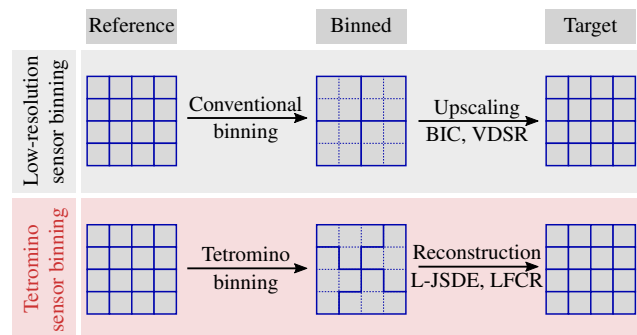 Reference
Binned
Target
Low-resolution
sensor binning
Conventional
binning
Upscaling
BIC, VDSR
Tetromino
sensor binning
Tetromino
binning
Reconstruction
L-JSDE, LFCR